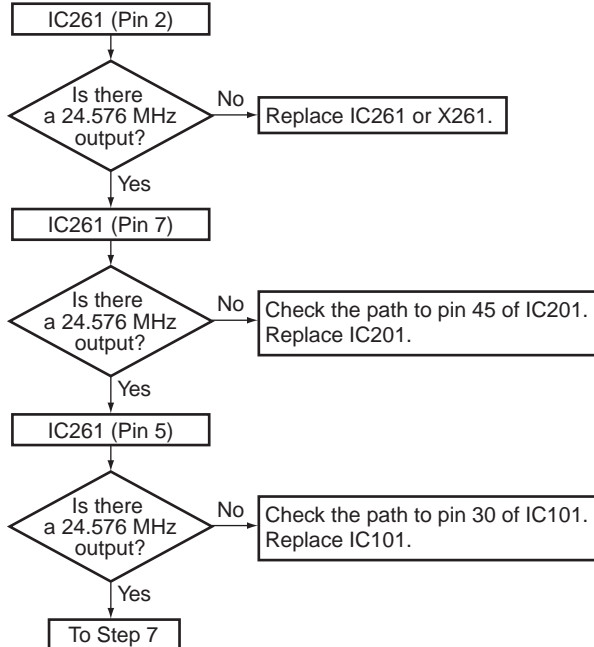 IC261 (Pin 2)
Is there
a 24.576 MHz
output?
No
Replace IC261 or X261.
Yes
IC261 (Pin 7)
Is there
a 24.576 MHz
output?
No
Check the path to pin 45 of IC201.
Replace IC201.
Yes
IC261 (Pin 5)
Is there
a 24.576 MHz
output?
No
Check the path to pin 30 of IC101.
Replace IC101.
Yes
To Step 7